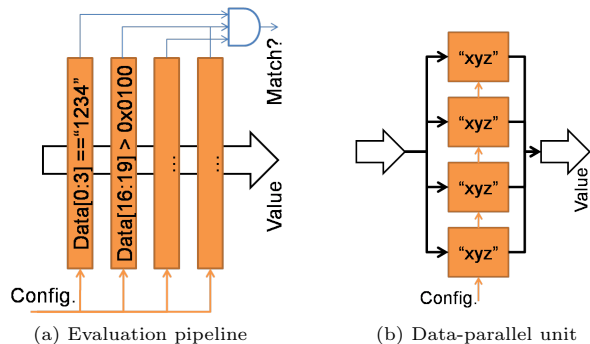 Match?
Data[0:3] ==“1234”
Data[16:19] > 0x0100
...
...
Value
Config.
(a) Evaluation pipeline
“xyz”
“xyz”
“xyz”
“xyz”
Value
Config.
(b) Data-parallel unit